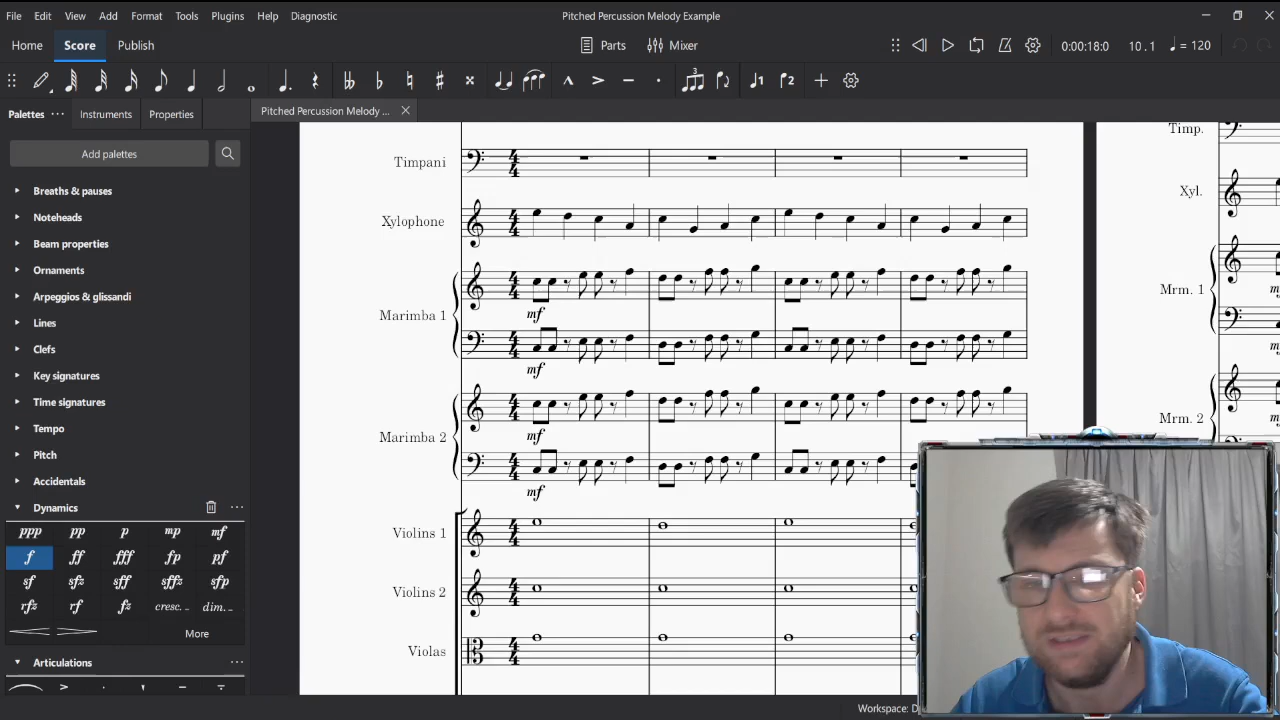 File Edit View Add Format Tools Plugins Help Diagnostic Pitched Percussion Melody Example
Home Score Publish Parts Mixer 0:00:18:0 10 . 1 = 120
3 1 2
Palettes Instruments Properties Pitched Percussion Melody ...
Add palettes
Breaths & pauses
Noteheads
Beam properties
Ornaments
Arpeggios & glissandi
Lines
Clefs
Key signatures
Time signatures
Tempo
Pitch
Accidentals
Dynamics
ppp pp p mp mf
f ff fff fp pf
sf sfz sff sffz sfp
rfz rf fz cresc. _ dim. _
More
Articulations
Timpani
Xylophone
Marimba 1
mf
mf
Marimba 2
mf
mf
Violins 1
Violins 2
Violas
Timp.
Xyl.
Mrm. 1
Mrm. 2
Workspace: D